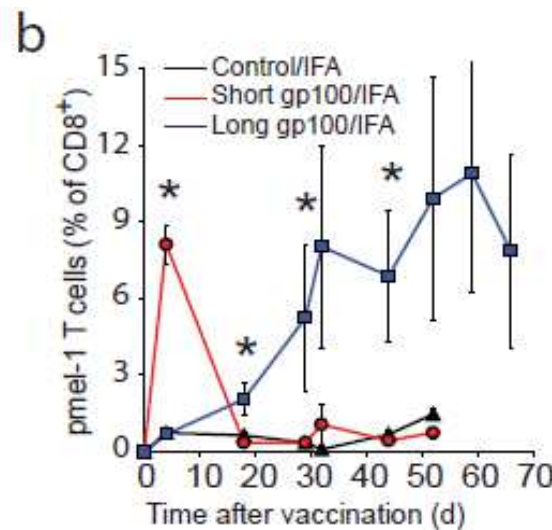 b
15
12
9
6
3
0
Control/IFA
Short gp100/IFA
Long gp100/IFA
* * * *
pmel-1 T cells (% of CD8⁺)
0 10 20 30 40 50 60 70
Time after vaccination (d)